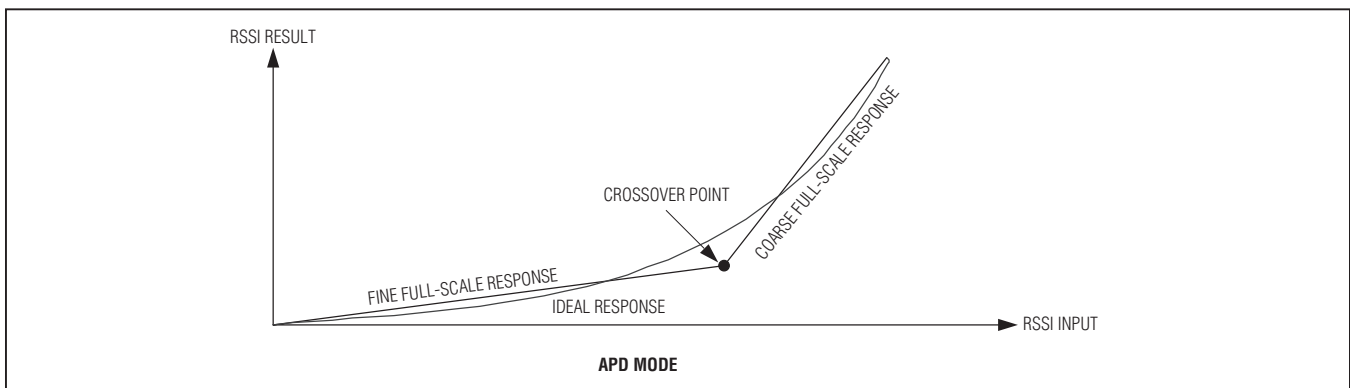 RSSI RESULT
CROSSOVER POINT
COARSE FULL-SCALE RESPONSE
FINE FULL-SCALE RESPONSE
IDEAL RESPONSE
RSSI INPUT
APD MODE